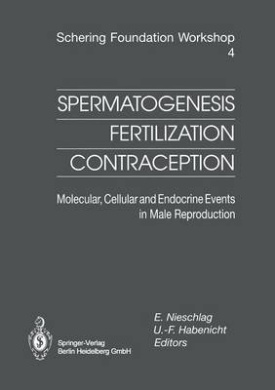 Schering Foundation Workshop
4
SPERMATOGENESIS
FERTILIZATION
CONTRACEPTION
Molecular, Cellular and Endocrine Events
in Male Reproduction
E. Nieschlag
U.-F. Habenicht
Editors
Springer-Verlag
Berlin Heidelberg GmbH